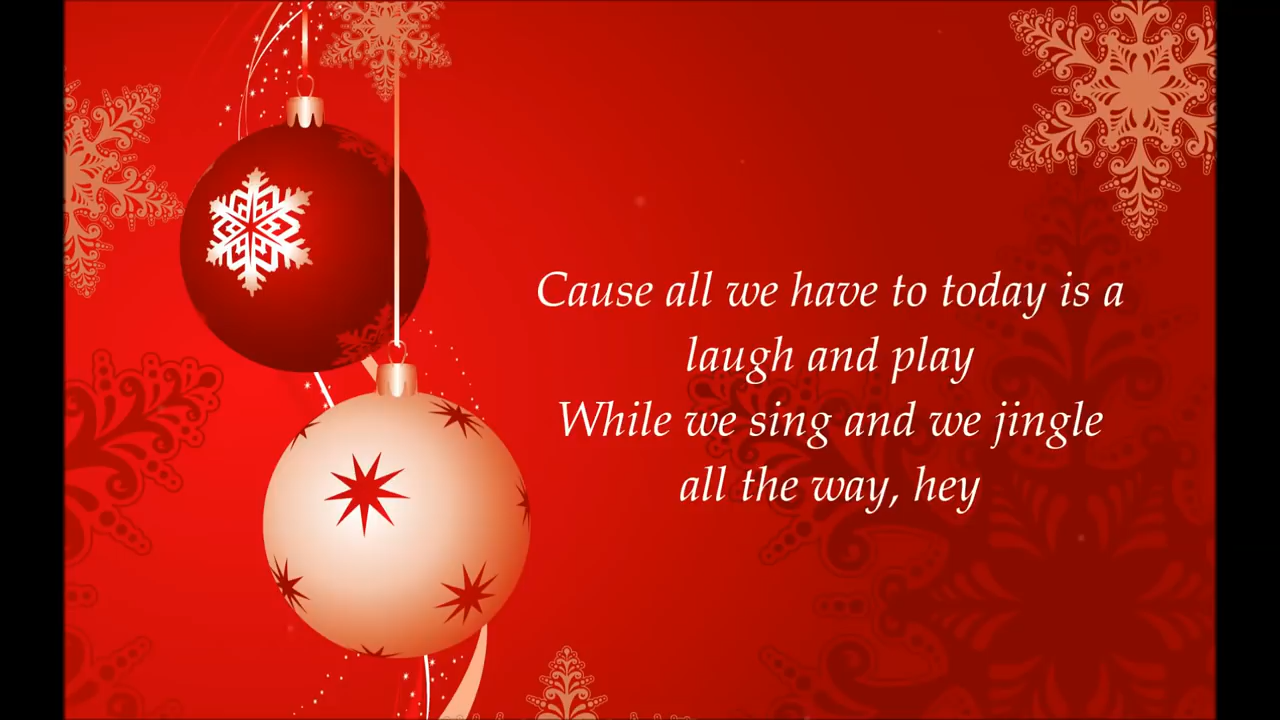 Cause all we have to today is a
laugh and play
While we sing and we jingle
all the way, hey